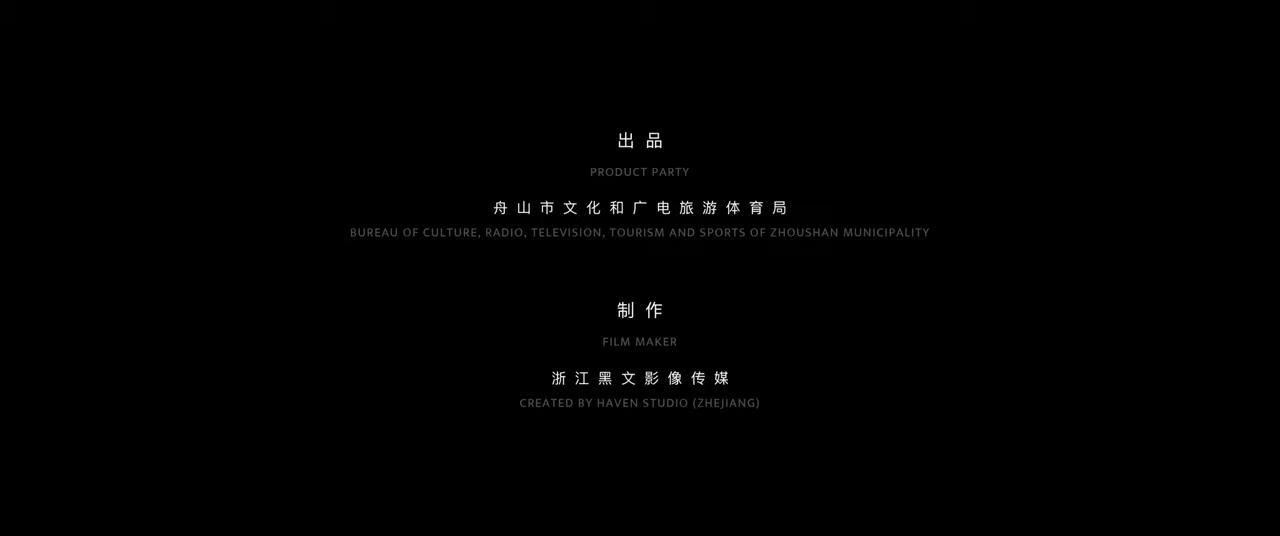 出品
PRODUCT PARTY
舟山市文化和广电旅游体育局
BUREAU OF CULTURE, RADIO, TELEVISION, TOURISM AND SPORTS OF ZHOUSHAN MUNICIPALITY
制作
FILM MAKER
浙江黑文影像传媒
CREATED BY HAVEN STUDIO (ZHEJIANG)